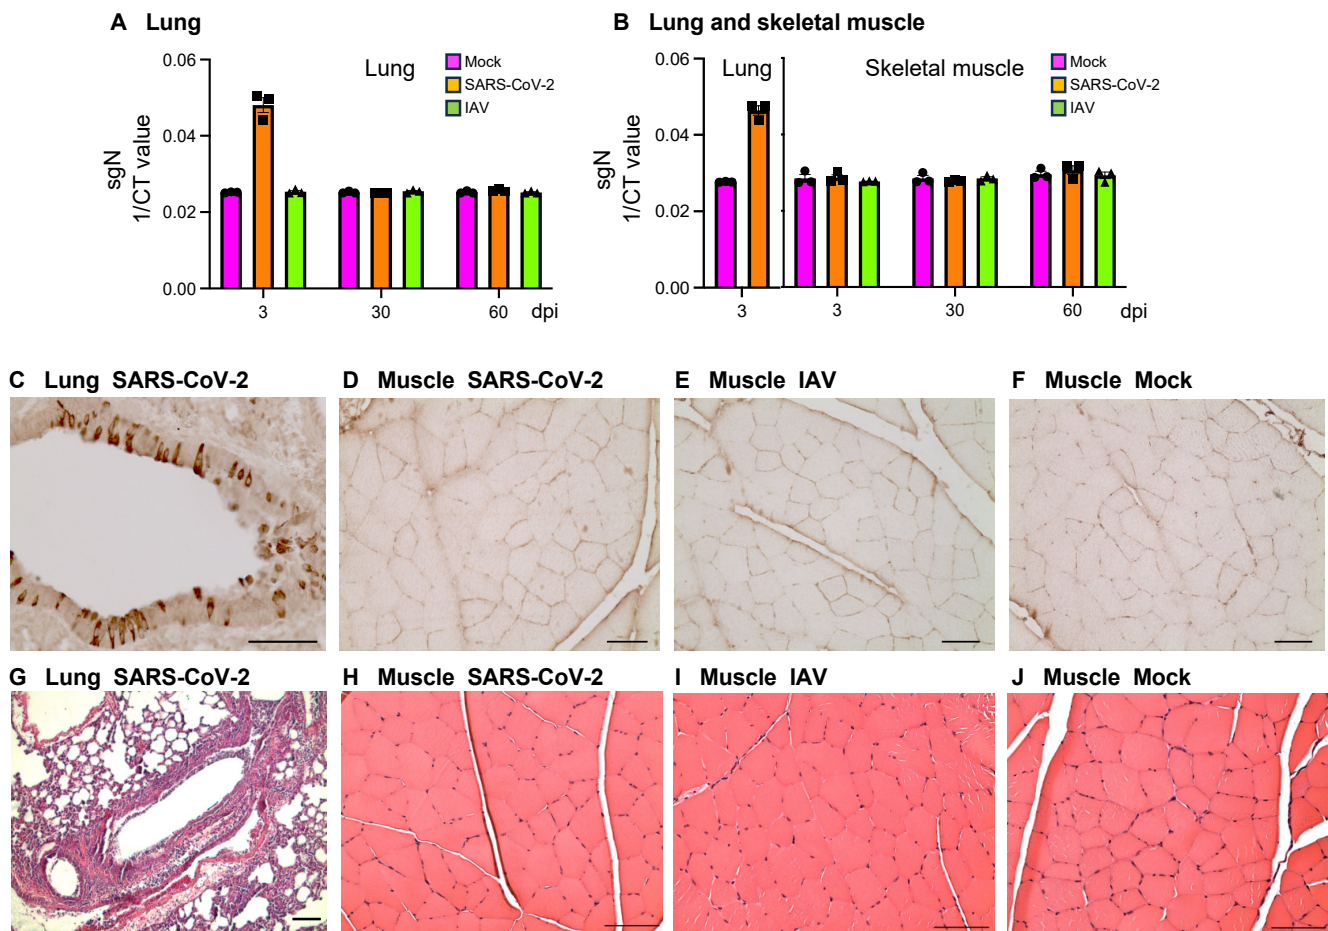 A Lung
B Lung and skeletal muscle
0.06
0.04
0.02
0.00
sgN
1/CT value
Lung
Mock
SARS-CoV-2
IAV
3
30
60
dpi
0.06
0.04
0.02
0.00
sgN
1/CT value
Lung
Skeletal muscle
Mock
SARS-CoV-2
IAV
3
3
30
60
dpi
C Lung SARS-CoV-2
D Muscle SARS-CoV-2
E Muscle IAV
F Muscle Mock
G Lung SARS-CoV-2
H Muscle SARS-CoV-2
I Muscle IAV
J Muscle Mock